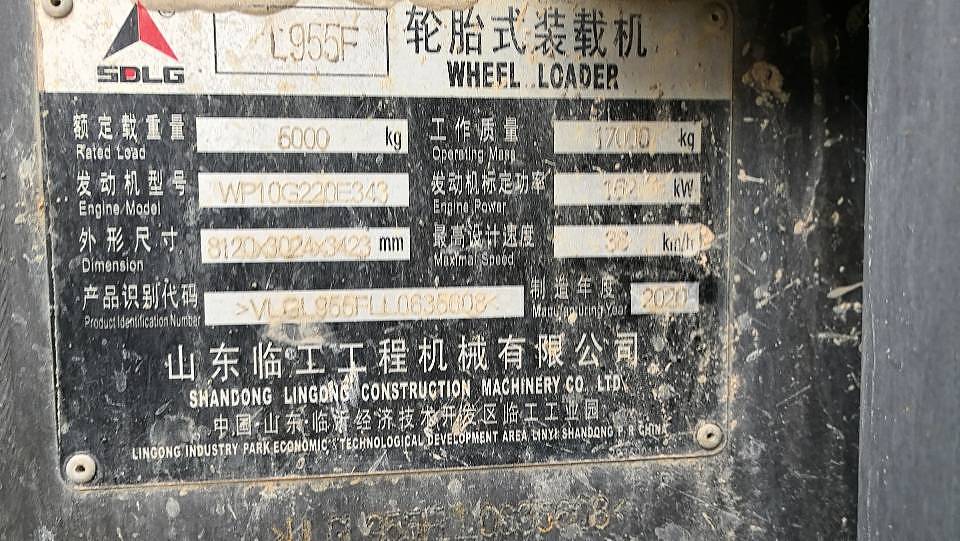 SDLG
®
L955F
轮胎式装载机
WHEEL LOADER
额定载重量 5000 kg
Rated Load
工作质量 17000 kg
Operating Mass
发动机型号 WP10G220E343
Engine Model
发动机标定功率 162 kW
Engine Power
外形尺寸 8120x3024x3423 mm
Dimension
最高设计速度 38 km/h
Maximal Speed
产品识别代码
Product Identification Number
制造年度 2020
Manufacturing Year
山东临工工程机械有限公司
SHANDONG LINGONG CONSTRUCTION MACHINERY CO. LTD.
中国·山东·临沂经济技术开发区临工工业园
LINGONG INDUSTRY PARK ECONOMIC & TECHNOLOGICAL DEVELOPMENT AREA LYNYI SHANDONG P. R CHINA